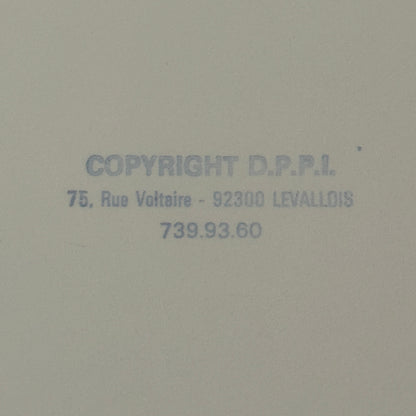 COPYRIGHT D.P.P.I.
75, Rue Voltaire - 92300 LEVALLOIS
739.93.60